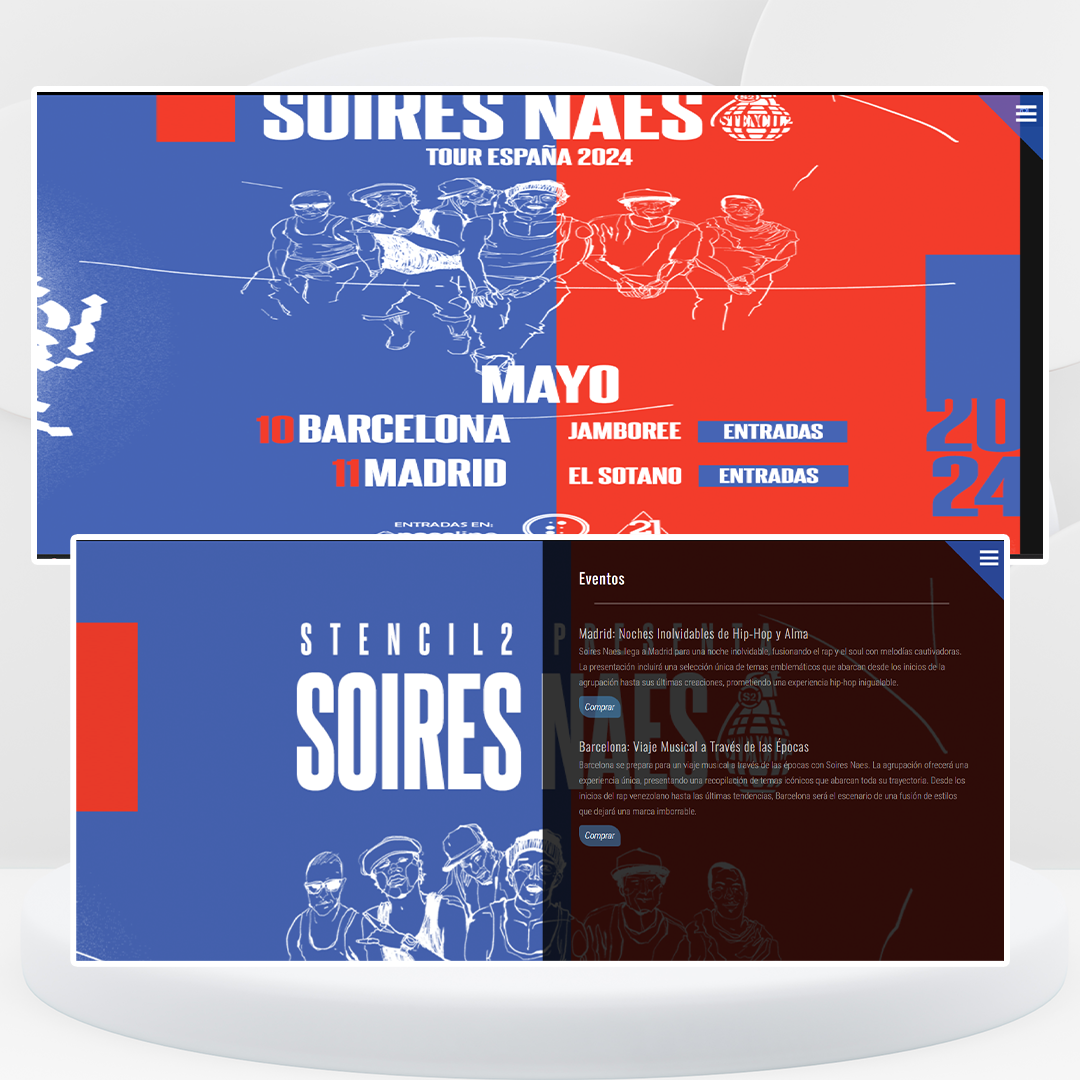 SOIRES NAES
STENCIL2
TOUR ESPAÑA 2024
MAYO
10 BARCELONA JAMBOREE ENTRADAS
11 MADRID EL SOTANO ENTRADAS
2024
ENTRADAS EN:
21
STENCIL2 PRESENTA
SOIRES NAES
S2
Eventos
Madrid: Noches Inolvidables de Hip-Hop y Alma
Soires Naes llega a Madrid para una noche inolvidable, fusionando el rap y el soul con melodías cautivadoras.
La presentación incluirá una selección única de temas emblemáticos que abarcan desde los inicios de la
agrupación hasta sus últimas creaciones, prometiendo una experiencia hip-hop inigualable.
Comprar
Barcelona: Viaje Musical a Través de las Épocas
Barcelona se prepara para un viaje musical a través de las épocas con Soires Naes. La agrupación ofrecerá una
experiencia única, presentando una recopilación de temas icónicos que abarcan toda su trayectoria. Desde los
inicios del rap venezolano hasta las últimas tendencias, Barcelona será el escenario de una fusión de estilos
que dejará una marca imborrable.
Comprar